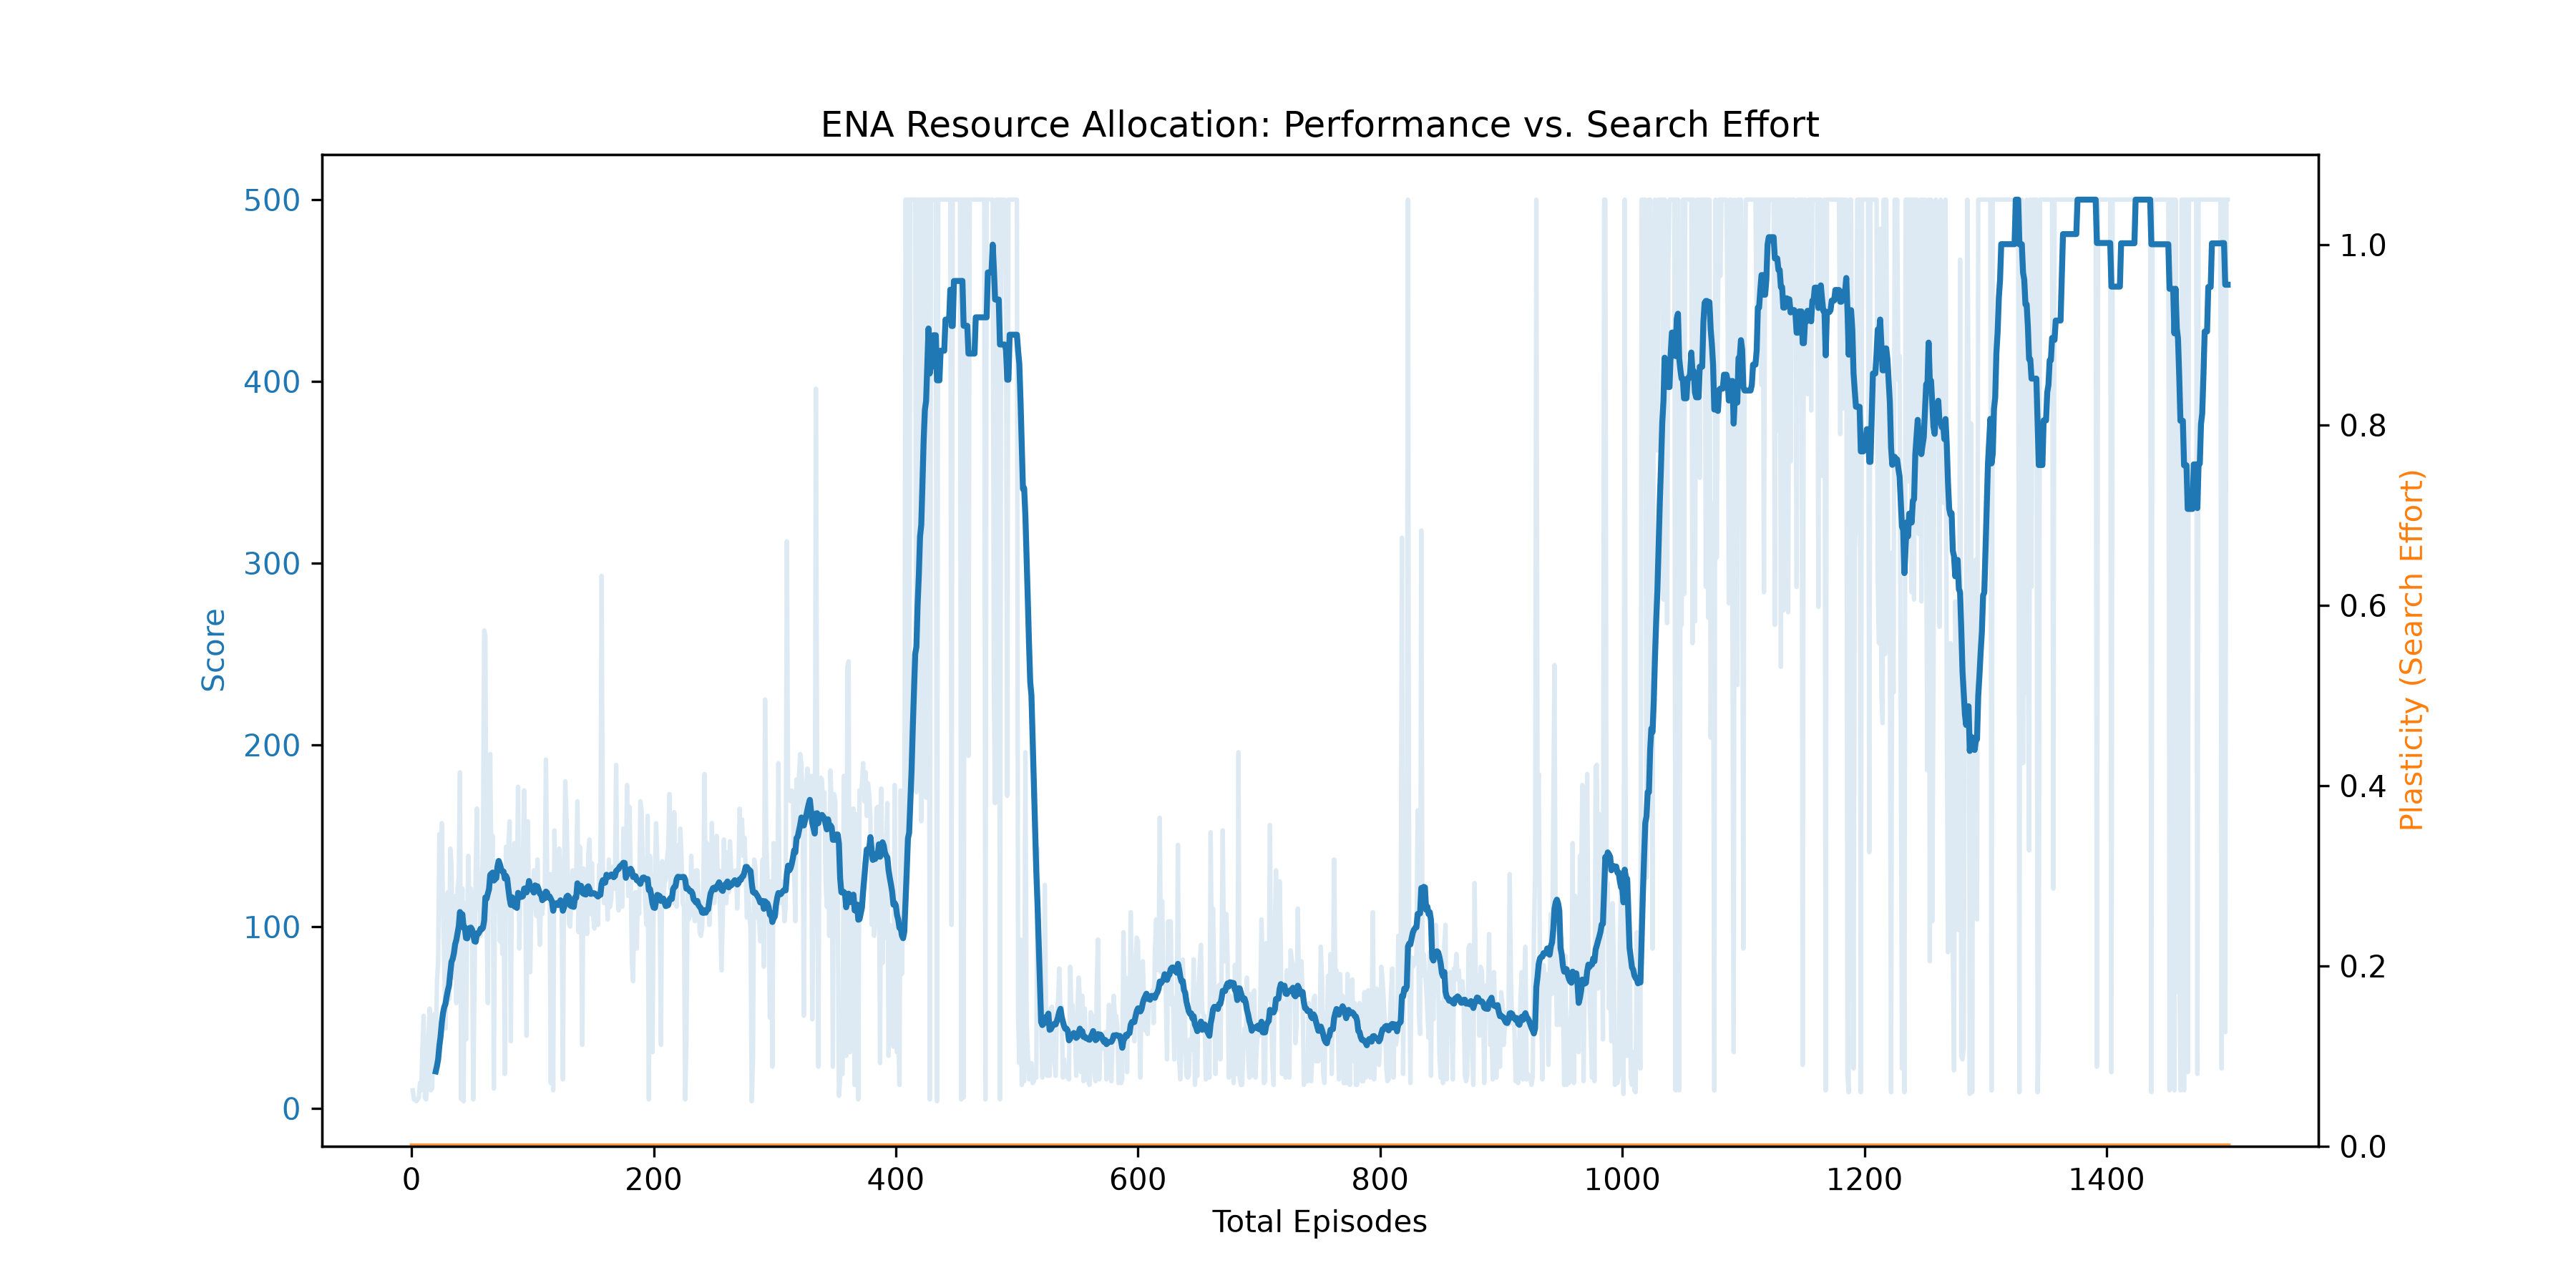 ENA Resource Allocation: Performance vs. Search Effort
500
400
300
200
100
0
Score
1.0
0.8
0.6
0.4
0.2
0.0
Plasticity (Search Effort)
0 200 400 600 800 1000 1200 1400
Total Episodes